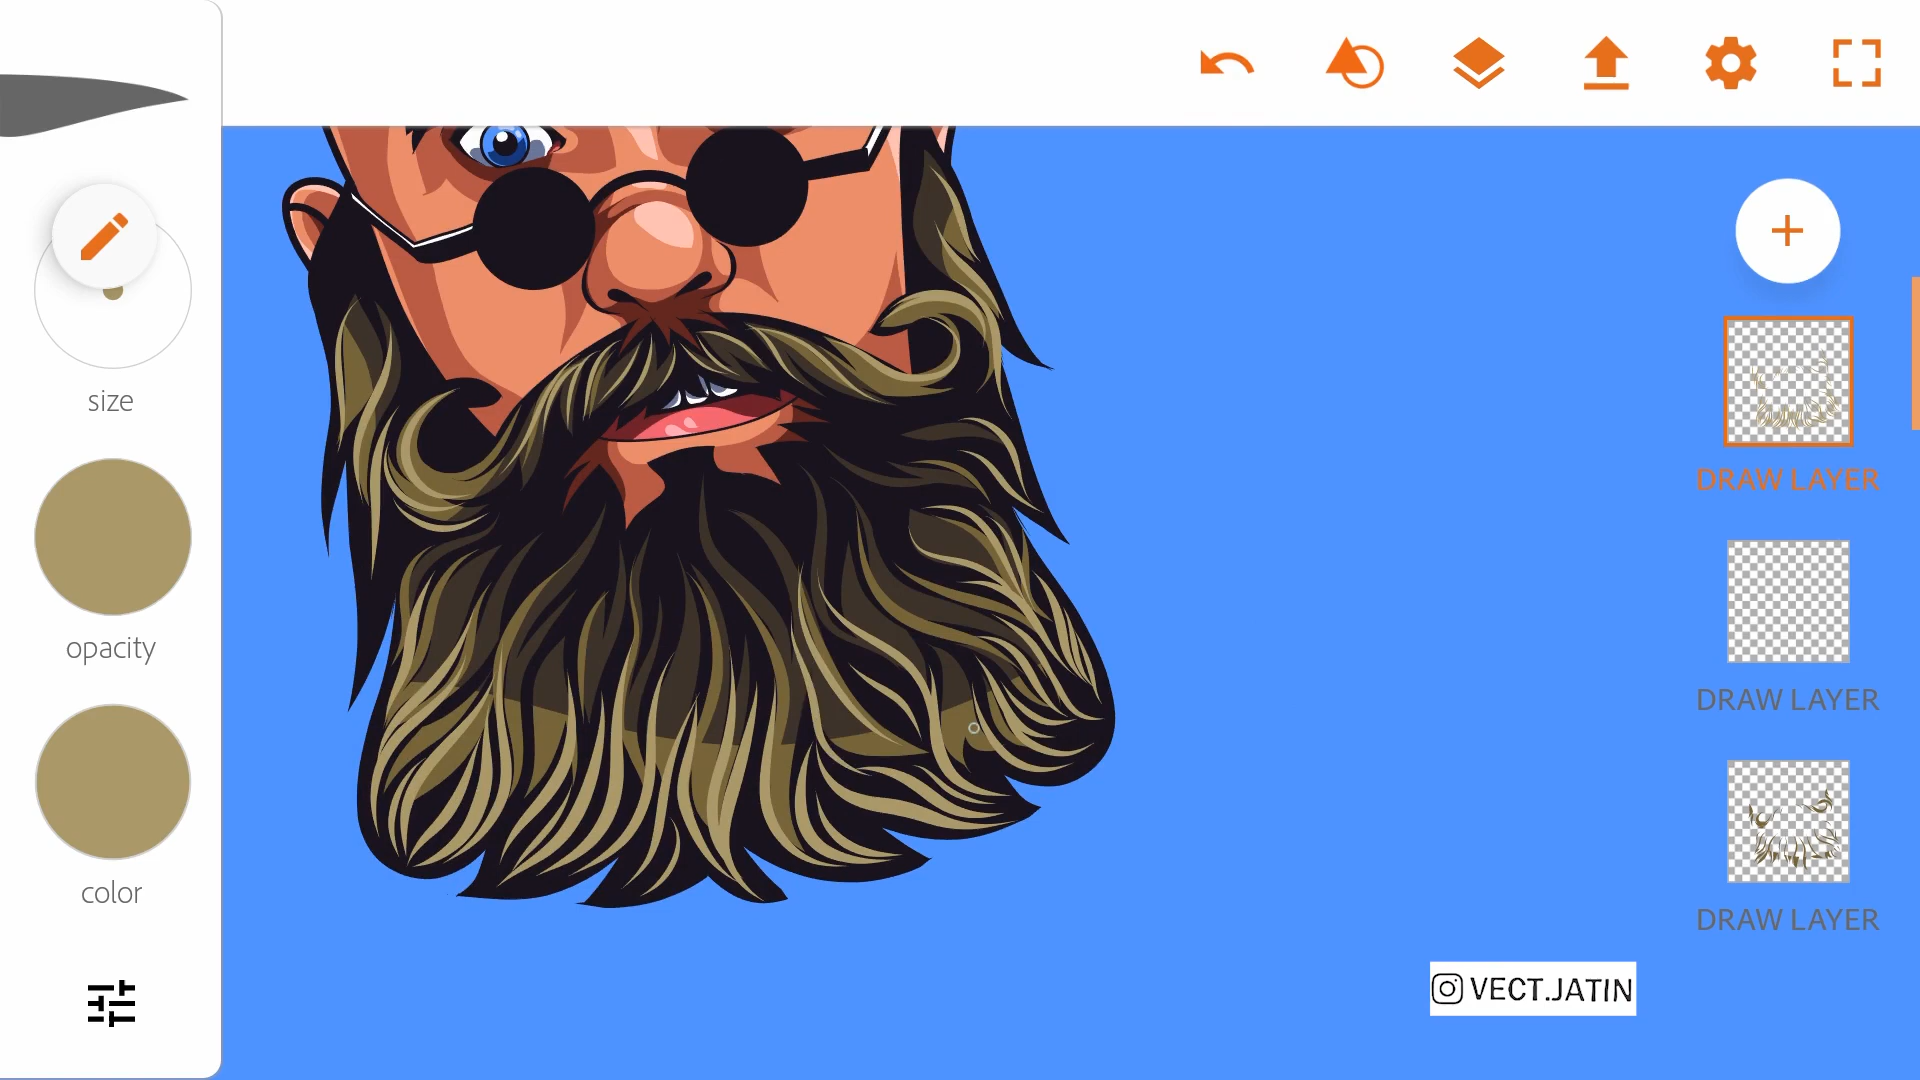 size
opacity
color
DRAW LAYER
DRAW LAYER
DRAW LAYER
VECT.JATIN